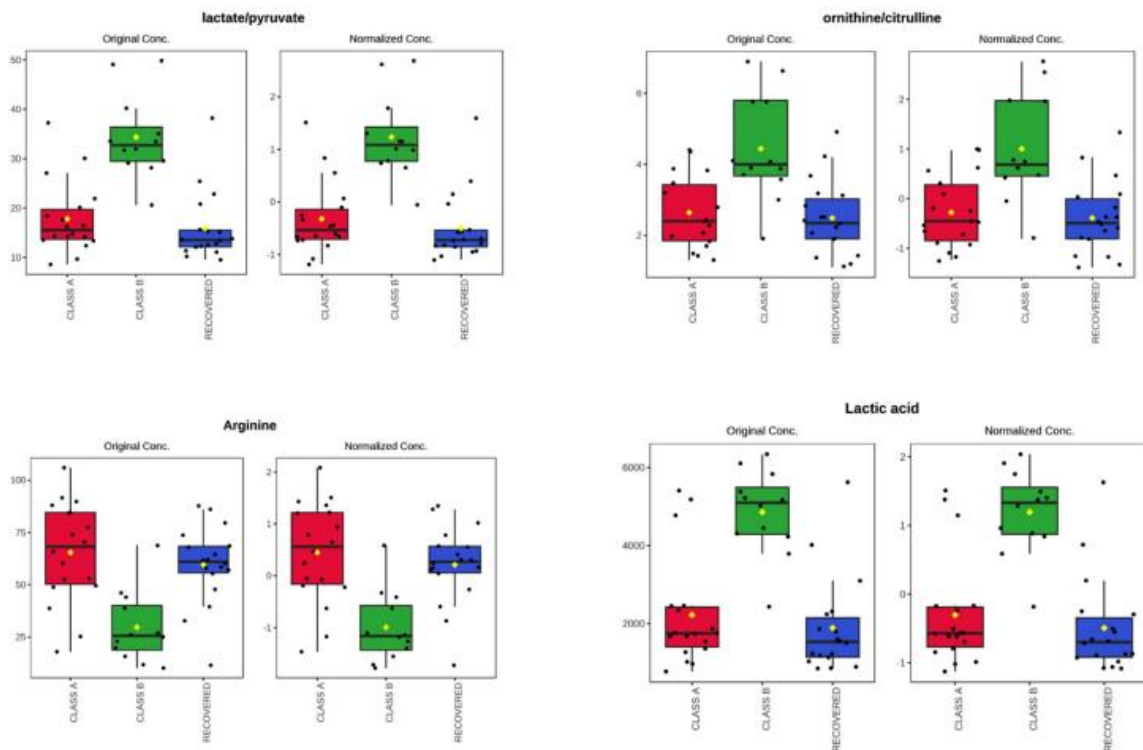 lactate/pyruvate
Original Conc.
Normalized Conc.
50
40
30
20
10
1
0
-1
CLASS A
CLASS B
RECOVERED
CLASS A
CLASS B
RECOVERED
ornithine/citrulline
Original Conc.
Normalized Conc.
6
4
2
2
1
0
-1
CLASS A
CLASS B
RECOVERED
CLASS A
CLASS B
RECOVERED
Arginine
Original Conc.
Normalized Conc.
100
75
50
25
2
1
0
-1
CLASS A
CLASS B
RECOVERED
CLASS A
CLASS B
RECOVERED
Lactic acid
Original Conc.
Normalized Conc.
6000
4000
2000
2
1
0
-1
CLASS A
CLASS B
RECOVERED
CLASS A
CLASS B
RECOVERED